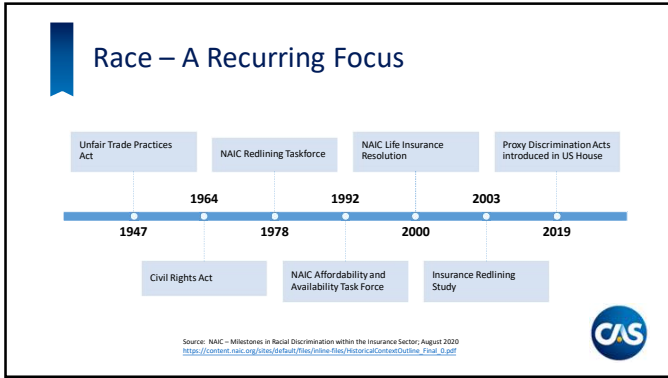 Race – A Recurring Focus
Unfair Trade Practices
Act
NAIC Redlining Taskforce
NAIC Life Insurance
Resolution
Proxy Discrimination Acts
introduced in US House
1964
1992
2003
1947
1978
2000
2019
Civil Rights Act
NAIC Affordability and
Availability Task Force
Insurance Redlining
Study
Source: NAIC – Milestones in Racial Discrimination within the Insurance Sector; August 2020
https://content.naic.org/sites/default/files/inline-files/HistoricalContextOutline_Final_0.pdf
CAS